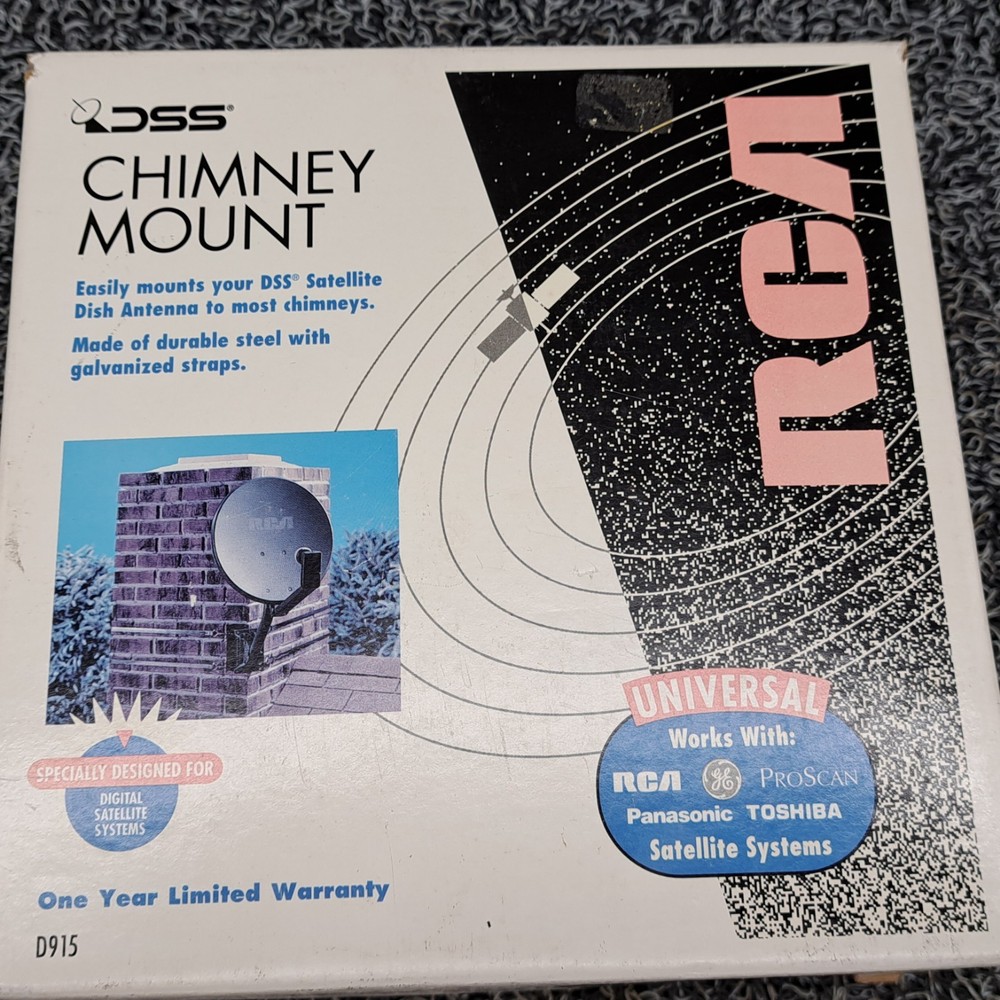 DSS®
CHIMNEY
MOUNT
Easily mounts your DSS® Satellite
Dish Antenna to most chimneys.
Made of durable steel with
galvanized straps.
RCA
RCA
SPECIALLY DESIGNED FOR
DIGITAL
SATELLITE
SYSTEMS
UNIVERSAL
Works With:
RCA GE PROSCAN
Panasonic TOSHIBA
Satellite Systems
One Year Limited Warranty
D915